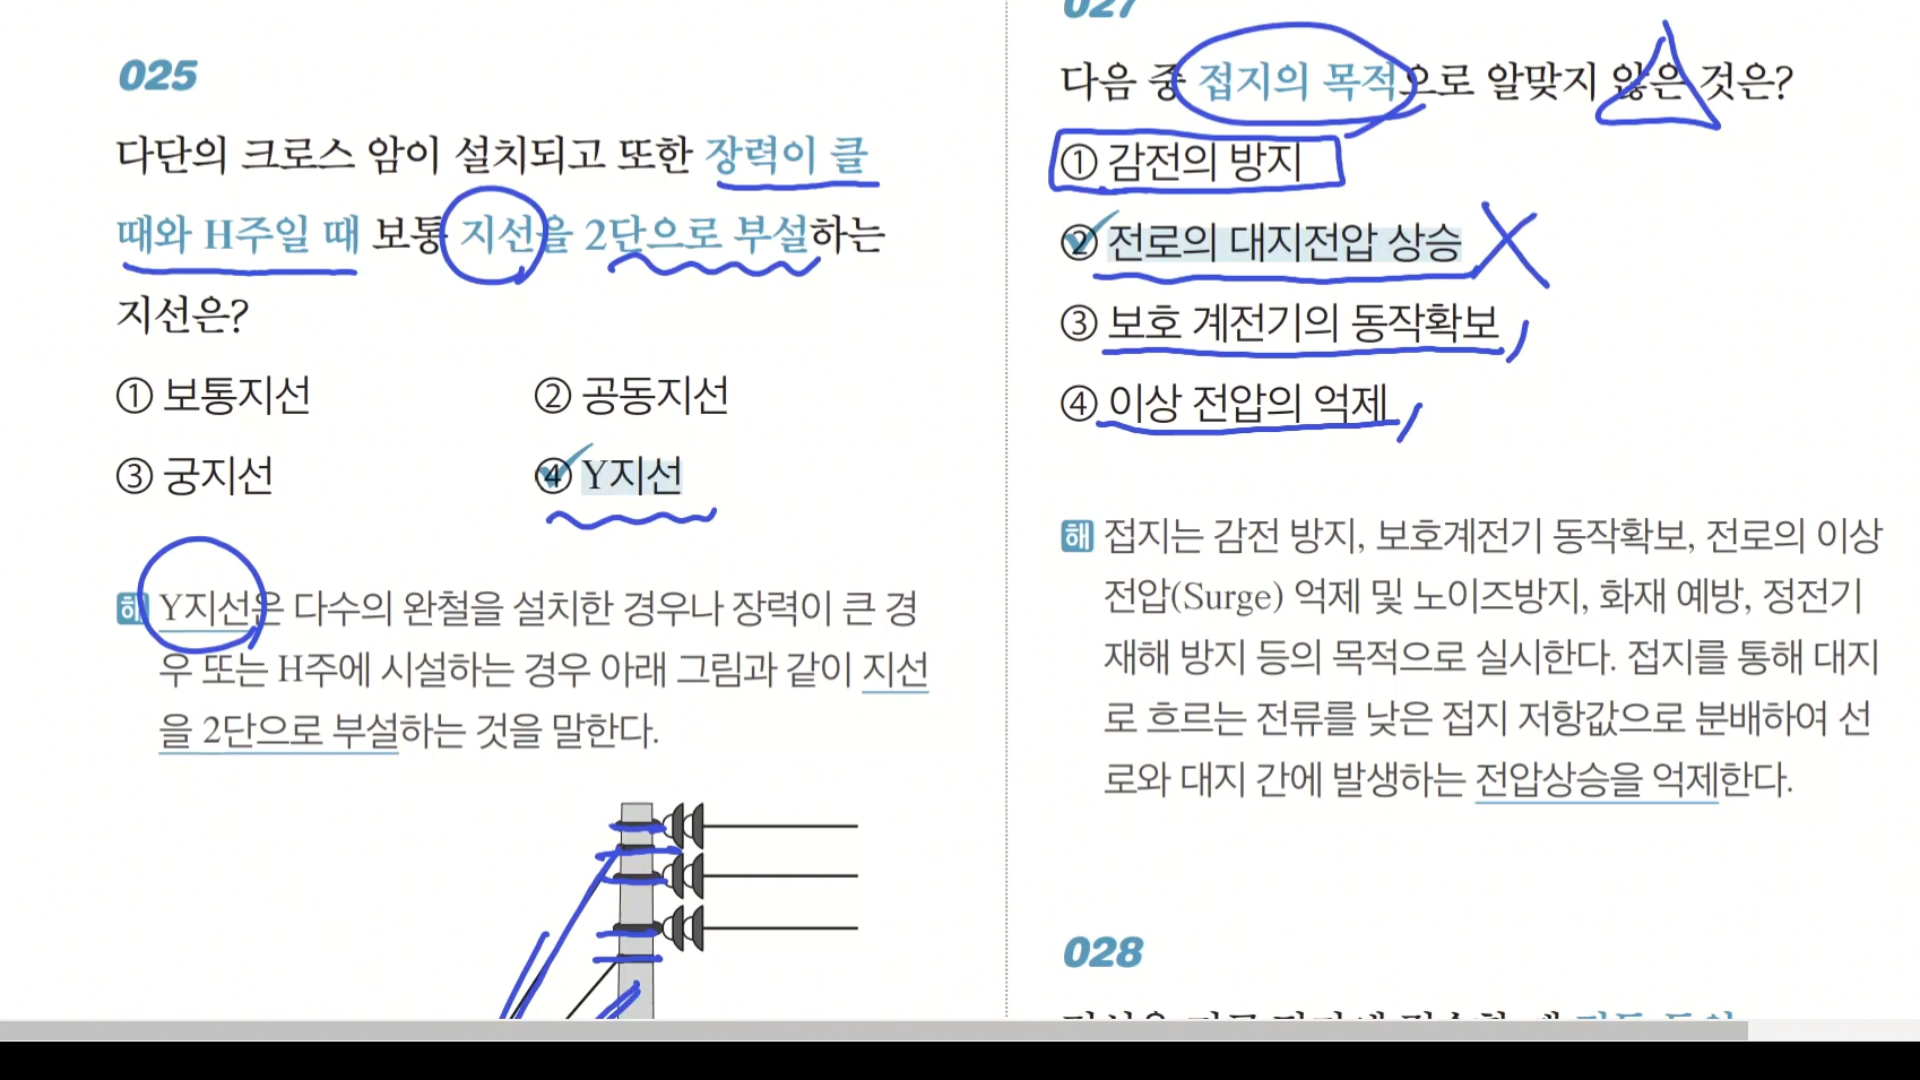 025
다단의 크로스 암이 설치되고 또한 장력이 클
때와 H주일 때 보통 지선을 2단으로 부설하는
지선은?
① 보통지선 ② 공동지선
③ 궁지선 ④ Y지선
해 Y지선은 다수의 완철을 설치한 경우나 장력이 큰 경
우 또는 H주에 시설하는 경우 아래 그림과 같이 지선
을 2단으로 부설하는 것을 말한다.
027
다음 중 접지의 목적으로 알맞지 않은 것은?
① 감전의 방지
② 전로의 대지전압 상승
③ 보호 계전기의 동작확보
④ 이상 전압의 억제
해 접지는 감전 방지, 보호계전기 동작확보, 전로의 이상
전압(Surge) 억제 및 노이즈방지, 화재 예방, 정전기
재해 방지 등의 목적으로 실시한다. 접지를 통해 대지
로 흐르는 전류를 낮은 접지 저항값으로 분배하여 선
로와 대지 간에 발생하는 전압상승을 억제한다.
028